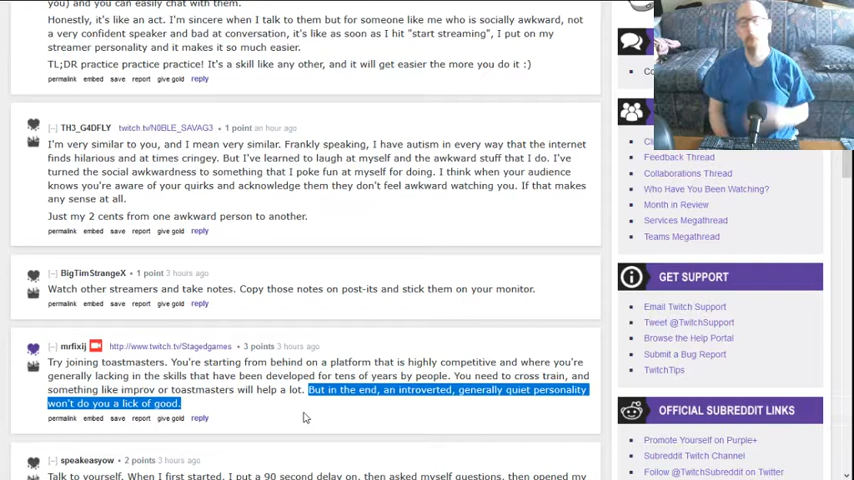 you) and you can easily chat with them.
Honestly, it's like an act. I'm sincere when I talk to them but for someone like me who is socially awkward, not
a very confident speaker and bad at conversation, it's like as soon as I hit "start streaming", I put on my
streamer personality and it makes it so much easier.
TL;DR practice practice practice! It's a skill like any other, and it will get easier the more you do it :)
permalink embed save report give gold reply
[–] TH3_G4DFLY twitch.tv/N0BLE_SAVAG3 • 1 point an hour ago
I'm very similar to you, and I mean very similar. Frankly speaking, I have autism in every way that the internet
finds hilarious and at times cringey. But I've learned to laugh at myself and the awkward stuff that I do. I've
turned the social awkwardness to something that I poke fun at myself for doing. I think when your audience
knows you're aware of your quirks and acknowledge them they don't feel awkward watching you. If that makes
any sense at all.
Just my 2 cents from one awkward person to another.
permalink embed save report give gold reply
[–] BigTimStrangeX • 1 point 3 hours ago
Watch other streamers and take notes. Copy those notes on post-its and stick them on your monitor.
permalink embed save report give gold reply
[–] mrfixij http://www.twitch.tv/Stagedgames • 3 points 3 hours ago
Try joining toastmasters. You're starting from behind on a platform that is highly competitive and where you're
generally lacking in the skills that have been developed for tens of years by people. You need to cross train, and
something like improv or toastmasters will help a lot. But in the end, an introverted, generally quiet personality
won't do you a lick of good.
permalink embed save report give gold reply
[–] speakeasyow • 2 points 3 hours ago
Talk to yourself. When I first started, I put a 90 second delay on, then asked myself questions, then opened my
Feedback Thread
Collaborations Thread
Who Have You Been Watching?
Month in Review
Services Megathread
Teams Megathread
GET SUPPORT
Email Twitch Support
Tweet @TwitchSupport
Browse the Help Portal
Submit a Bug Report
TwitchTips
OFFICIAL SUBREDDIT LINKS
Promote Yourself on Purple+
Subreddit Twitch Channel
Follow @TwitchSubreddit on Twitter